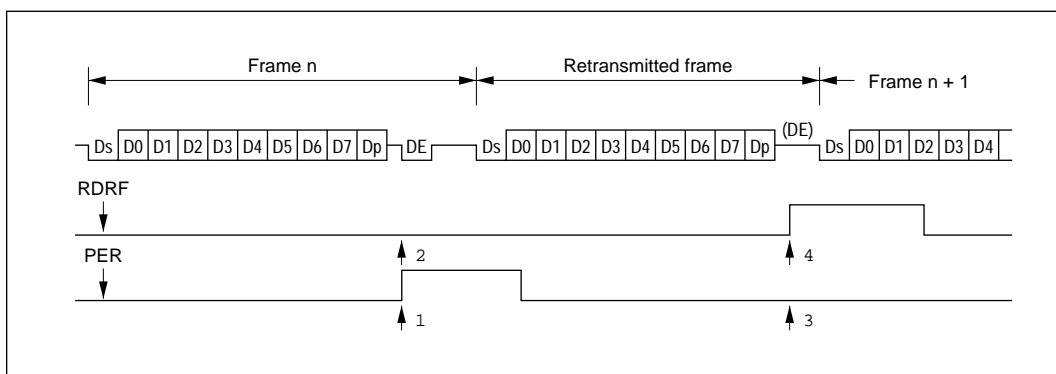 Frame n Retransmitted frame Frame n + 1
(DE)
Ds D0 D1 D2 D3 D4 D5 D6 D7 Dp DE Ds D0 D1 D2 D3 D4 D5 D6 D7 Dp Ds D0 D1 D2 D3 D4
RDRF
2 4
PER
1 3